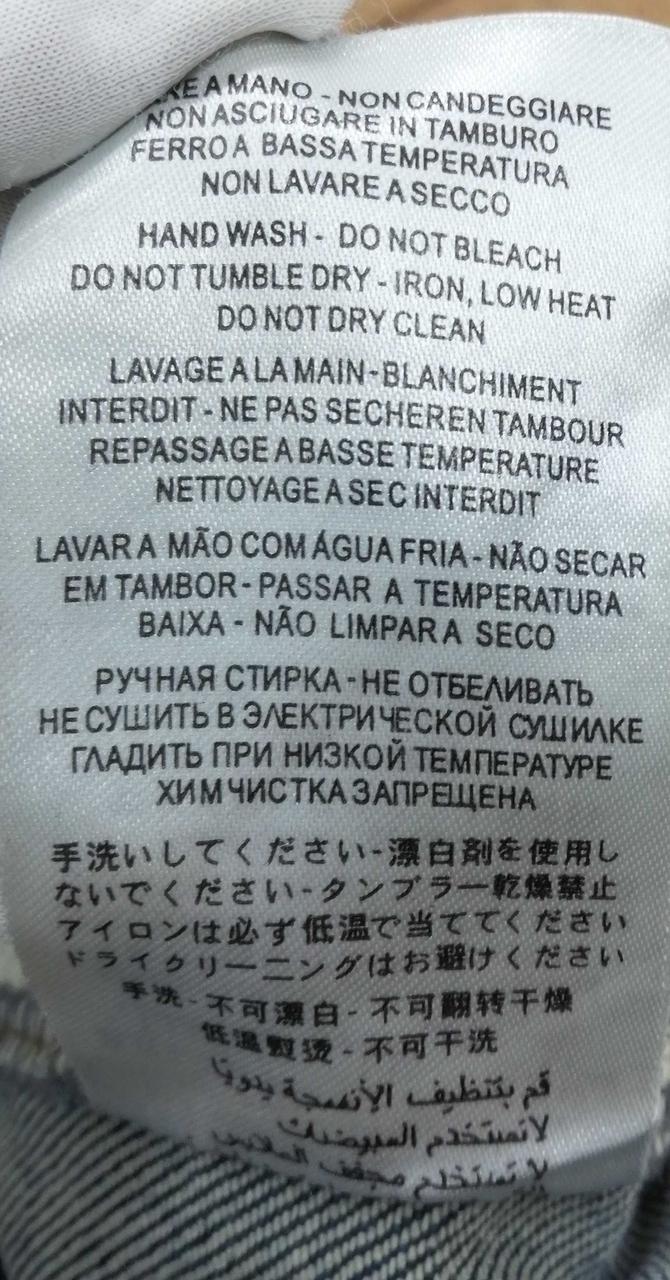 A MANO - NON CANDEGGIARE
NON ASCIUGARE IN TAMBURO
FERRO A BASSA TEMPERATURA
NON LAVARE A SECCO
HAND WASH - DO NOT BLEACH
DO NOT TUMBLE DRY - IRON, LOW HEAT
DO NOT DRY CLEAN
LAVAGE A LA MAIN - BLANCHIMENT
INTERDIT - NE PAS SECHER EN TAMBOUR
REPASSAGE A BASSE TEMPERATURE
NETTOYAGE A SEC INTERDIT
LAVAR A MÃO COM ÁGUA FRIA - NÃO SECAR
EM TAMBOR - PASSAR A TEMPERATURA
BAIXA - NÃO LIMPAR A SECO
РУЧНАЯ СТИРКА - НЕ ОТБЕЛИВАТЬ
НЕ СУШИТЬ В ЭЛЕКТРИЧЕСКОЙ СУШИЛКЕ
ГЛАДИТЬ ПРИ НИЗКОЙ ТЕМПЕРАТУРЕ
ХИМЧИСТКА ЗАПРЕЩЕНА
手洗いしてください-漂白剤を使用し
ないでください-タンブラー乾燥禁止
アイロンは必ず低温で当ててください
ドライクリーニングはお避けください
手洗 - 不可漂白 - 不可翻转干燥
低温熨烫 - 不可干洗
قم بتنظيف الأنسجة يدويًا
لاتستخدم المبيضات
لا تستخدم مجفف الملابس